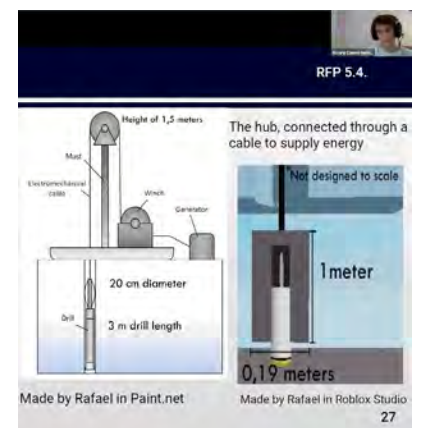 RFP 5.4.
Height of 1,5 meters
Mast
Electromechanical
cable
Winch
Generator
20 cm diameter
Drill
3 m drill length
Made by Rafael in Paint.net
The hub, connected through a
cable to supply energy
Not designed to scale
1meter
0,19 meters
Made by Rafael in Roblox Studio
27